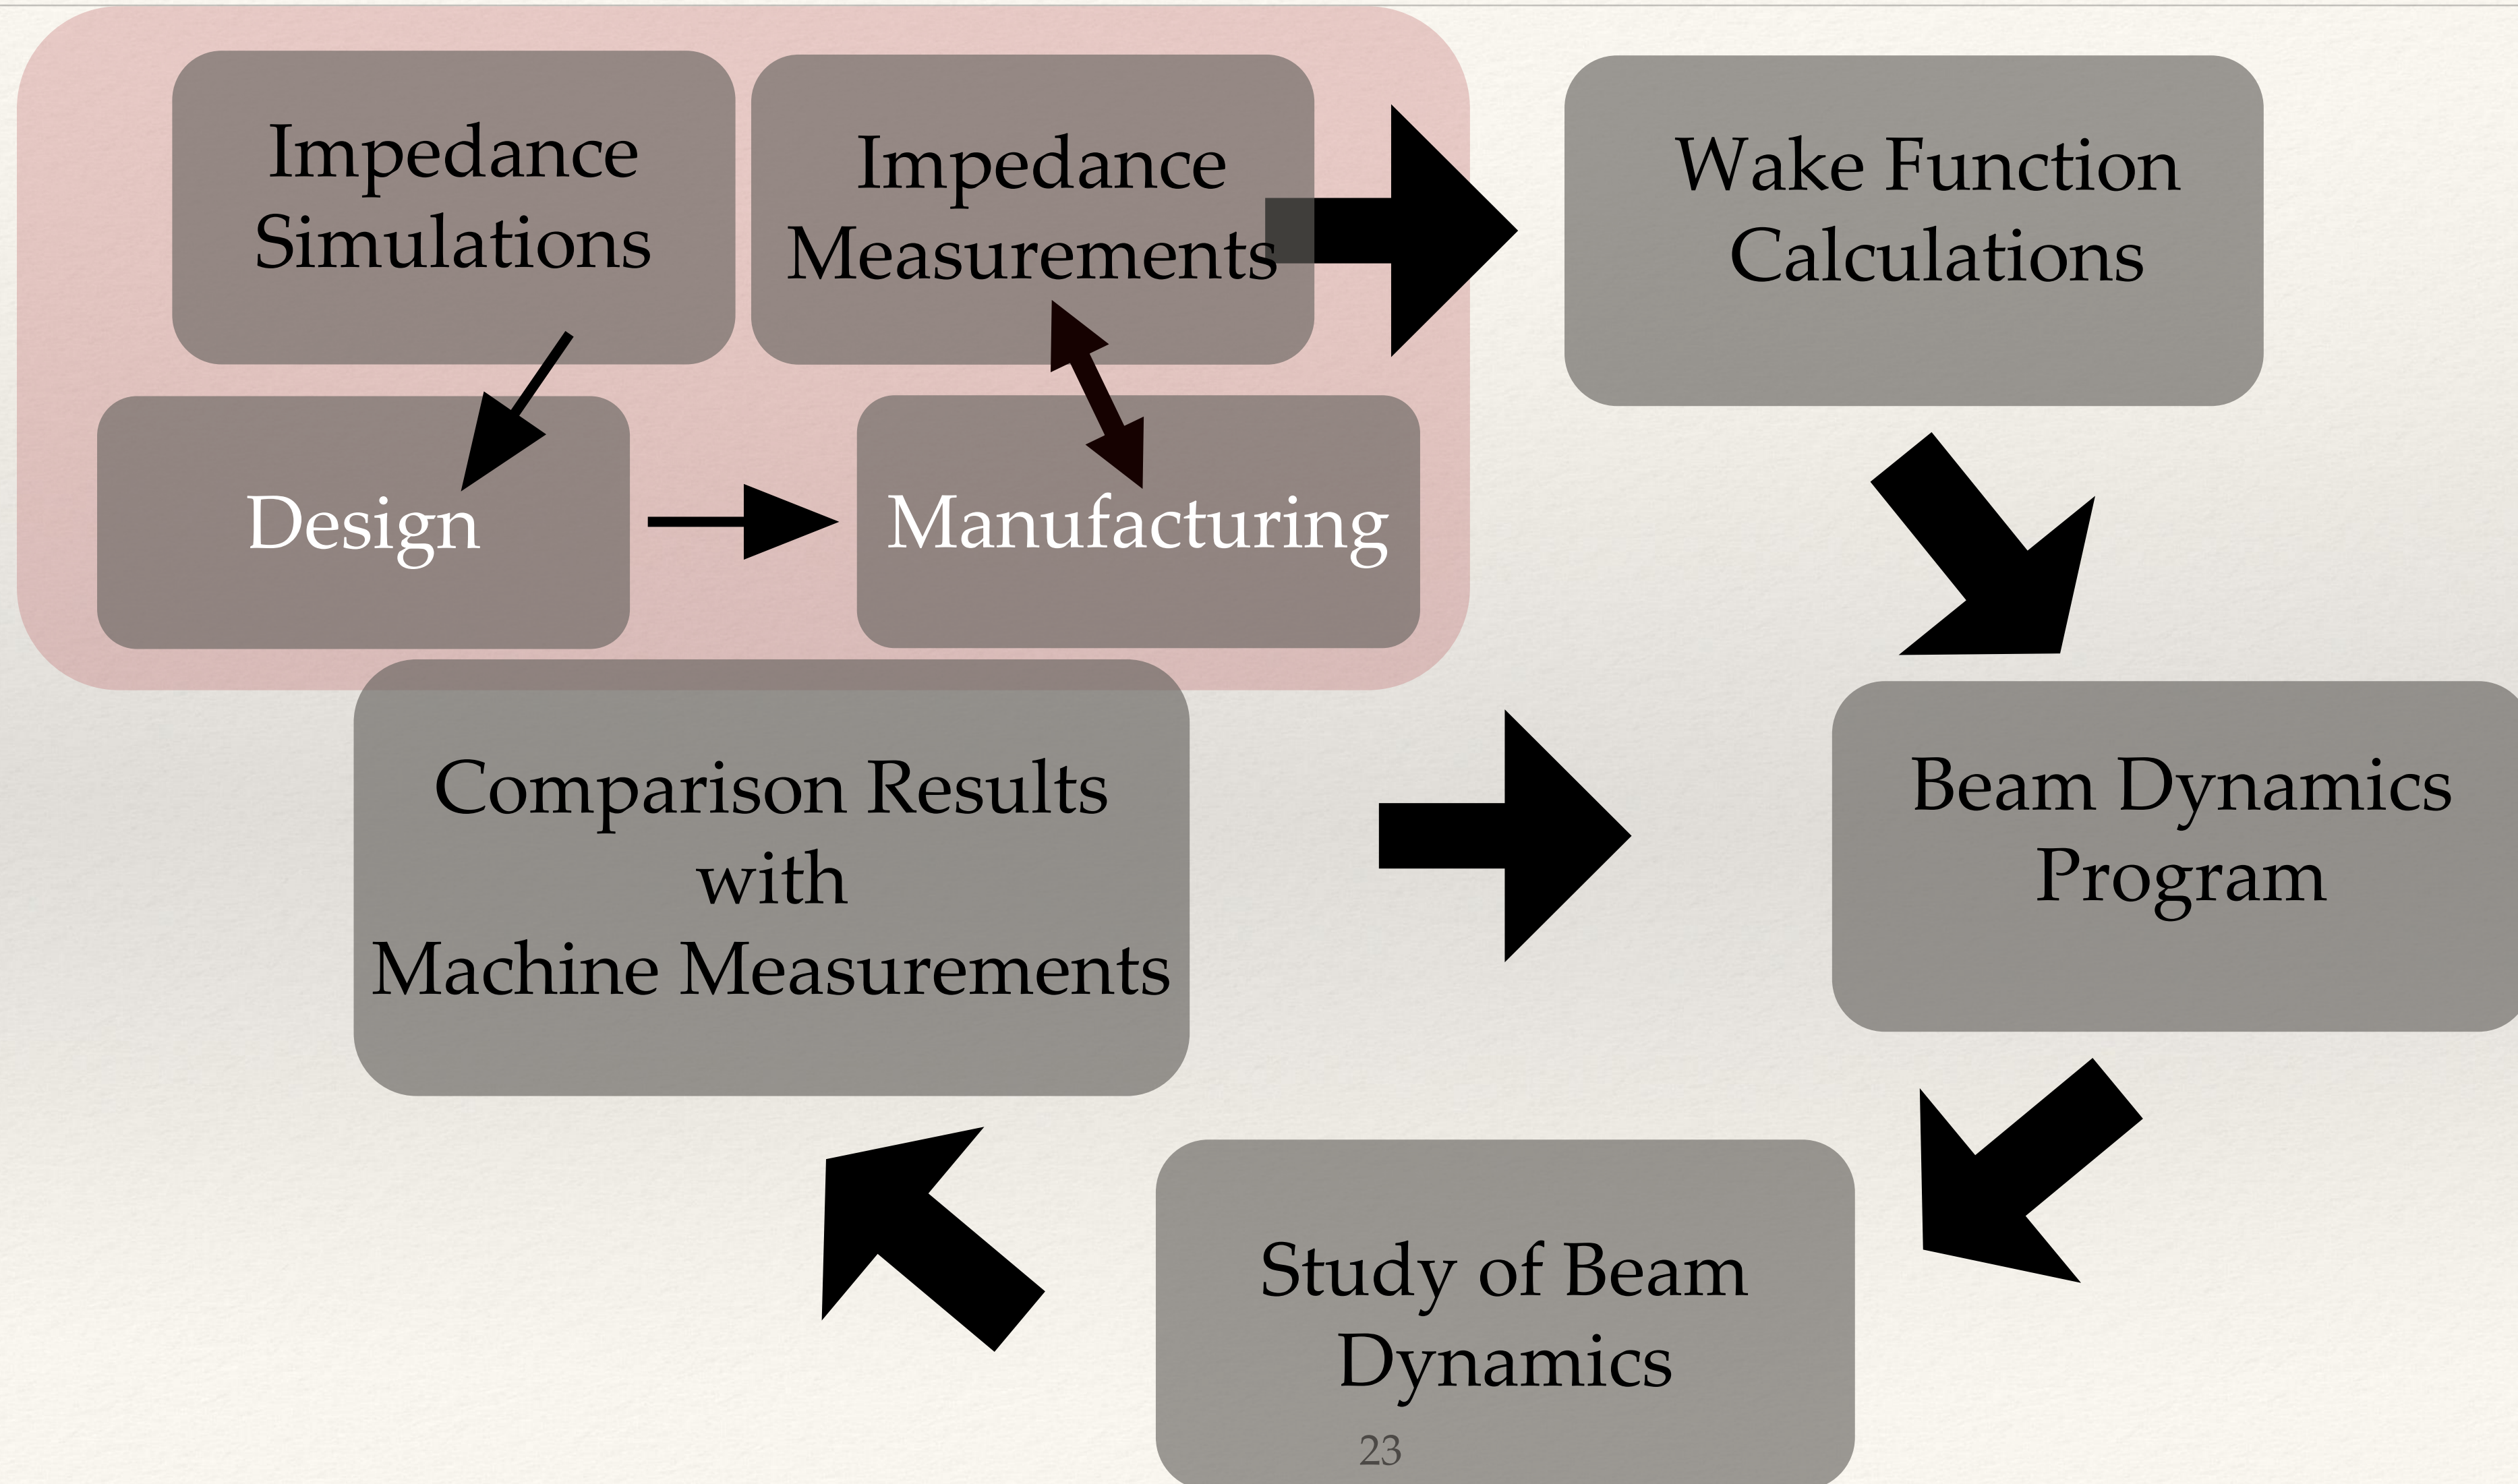 Impedance
Simulations
Impedance
Measurements
Wake Function
Calculations
Design
Manufacturing
Comparison Results
with
Machine Measurements
Beam Dynamics
Program
Study of Beam
Dynamics
23